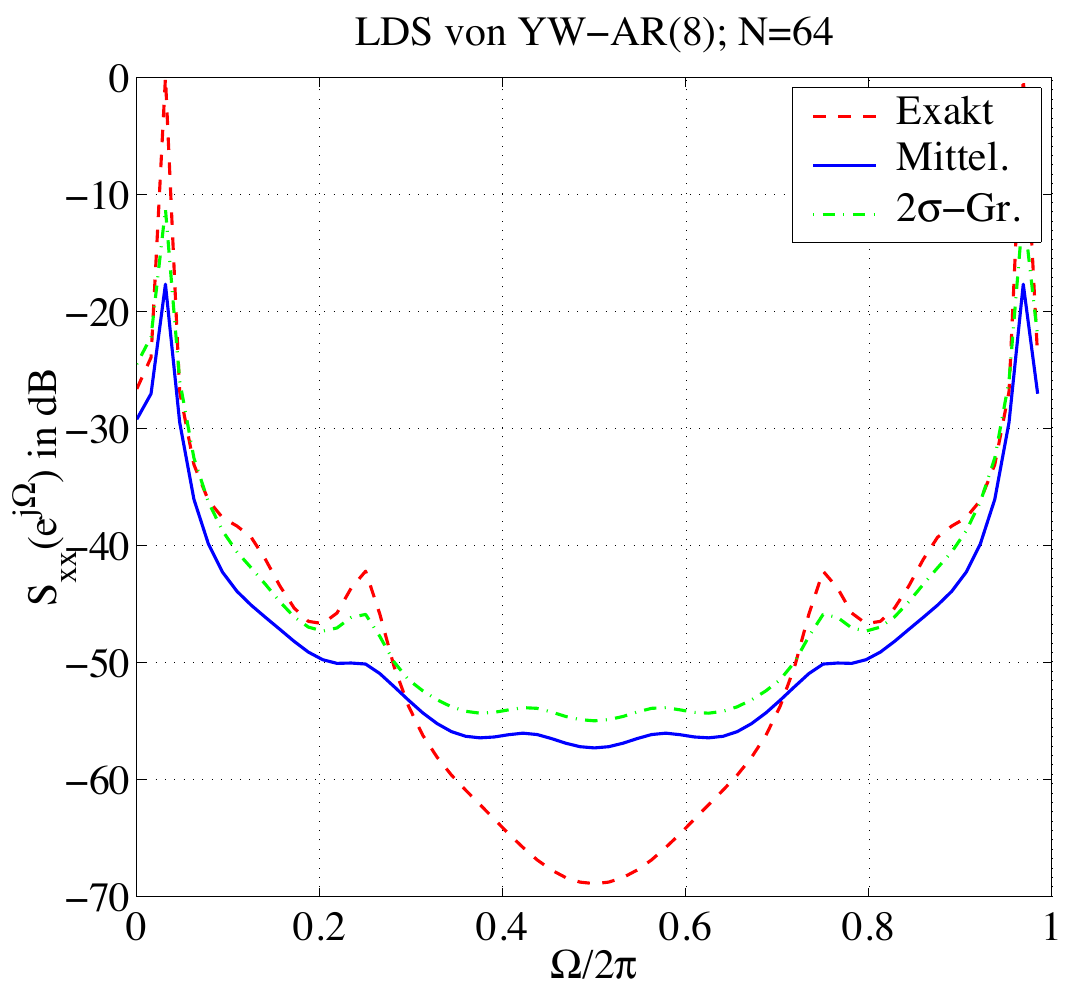 LDS von YW−AR(8); N=64
0
−10
−20
−30
−40
−50
−60
−70
S_xx(e^jΩ) in dB
Exakt
Mittel.
2σ−Gr.
0 0.2 0.4 0.6 0.8 1
Ω/2π